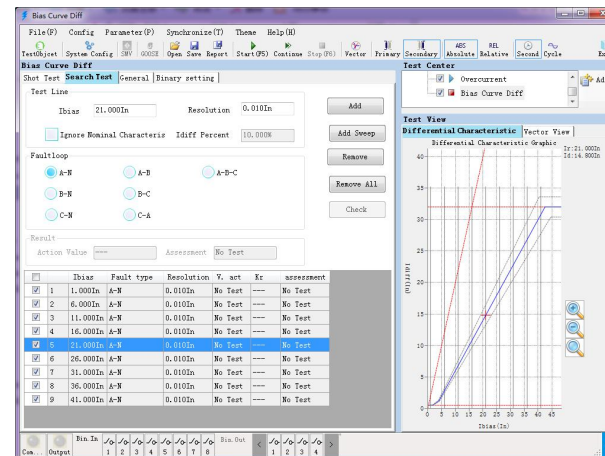 Bias Curve Diff
File(F) Config Parameter(P) Synchronize(T) Theme Help(H)
TestObjcet System Config SMV GOOSE Open Save Report Start(F5) Continue Stop(F6) Vector Primary Secondary ABS Absolute REL Relative Second Cycle Ex
Bias Curve Diff
Shot Test Search Test General Binary setting
Test Line
Ibias 21.000In Resolution 0.010In Add
Ignore Nominal Characteris Idiff Percent 10.000% Add Sweep
Faultloop
Remove
A-N A-B A-B-C
Remove All
B-N B-C
Check
C-N C-A
Result
Action Value --- Assessment No Test
Ibias Fault type Resolution V. act Kr assessment
1 1.000In A-N 0.010In No Test --- No Test
2 6.000In A-N 0.010In No Test --- No Test
3 11.000In A-N 0.010In No Test --- No Test
4 16.000In A-N 0.010In No Test --- No Test
5 21.000In A-N 0.010In No Test --- No Test
6 26.000In A-N 0.010In No Test --- No Test
7 31.000In A-N 0.010In No Test --- No Test
8 36.000In A-N 0.010In No Test --- No Test
9 41.000In A-N 0.010In No Test --- No Test
Test Center
Overcurrent
Bias Curve Diff
Ad
Test View
Differential Characteristic Vector View
Differential Characteristic Graphic
Ir:21.000In
Id:14.800In
40
35
30
25
20
15
10
5
0
Idiff(In)
0 5 10 15 20 25 30 35 40 45
Ibias(In)
Com... Output Bin. In 1 2 3 4 5 6 7 8 Bin. Out < 1 2 3 4 >